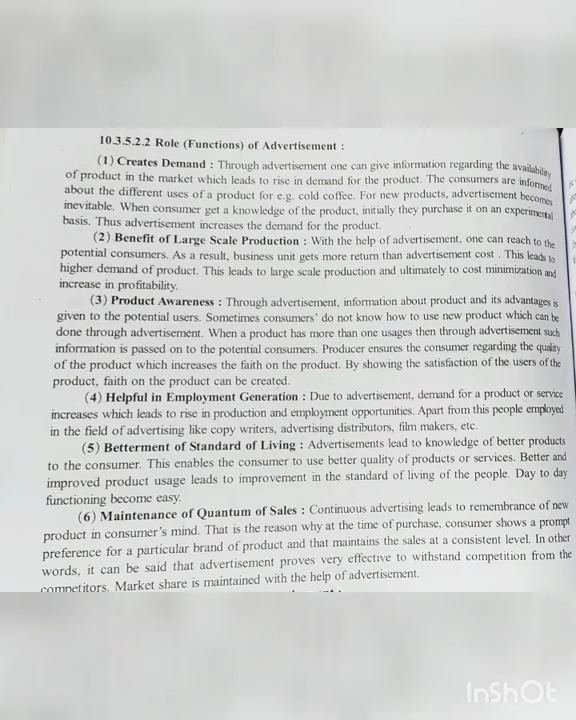 10.3.5.2.2 Role (Functions) of Advertisement :
(1) Creates Demand : Through advertisement one can give information regarding the availability
of product in the market which leads to rise in demand for the product. The consumers are informed
about the different uses of a product for e.g. cold coffee. For new products, advertisement becomes
inevitable. When consumer get a knowledge of the product, initially they purchase it on an experimental
basis. Thus advertisement increases the demand for the product.
(2) Benefit of Large Scale Production : With the help of advertisement, one can reach to the
potential consumers. As a result, business unit gets more return than advertisement cost . This leads to
higher demand of product. This leads to large scale production and ultimately to cost minimization and
increase in profitability.
(3) Product Awareness : Through advertisement, information about product and its advantages is
given to the potential users. Sometimes consumers' do not know how to use new product which can be
done through advertisement. When a product has more than one usages then through advertisement such
information is passed on to the potential consumers. Producer ensures the consumer regarding the quality
of the product which increases the faith on the product. By showing the satisfaction of the users of the
product, faith on the product can be created.
(4) Helpful in Employment Generation : Due to advertisement, demand for a product or service
increases which leads to rise in production and employment opportunities. Apart from this people employed
in the field of advertising like copy writers, advertising distributors, film makers, etc.
(5) Betterment of Standard of Living : Advertisements lead to knowledge of better products
to the consumer. This enables the consumer to use better quality of products or services. Better and
improved product usage leads to improvement in the standard of living of the people. Day to day
functioning become easy.
(6) Maintenance of Quantum of Sales : Continuous advertising leads to remembrance of new
product in consumer's mind. That is the reason why at the time of purchase, consumer shows a prompt
preference for a particular brand of product and that maintains the sales at a consistent level. In other
words, it can be said that advertisement proves very effective to withstand competition from the
competitors. Market share is maintained with the help of advertisement.
InShOt